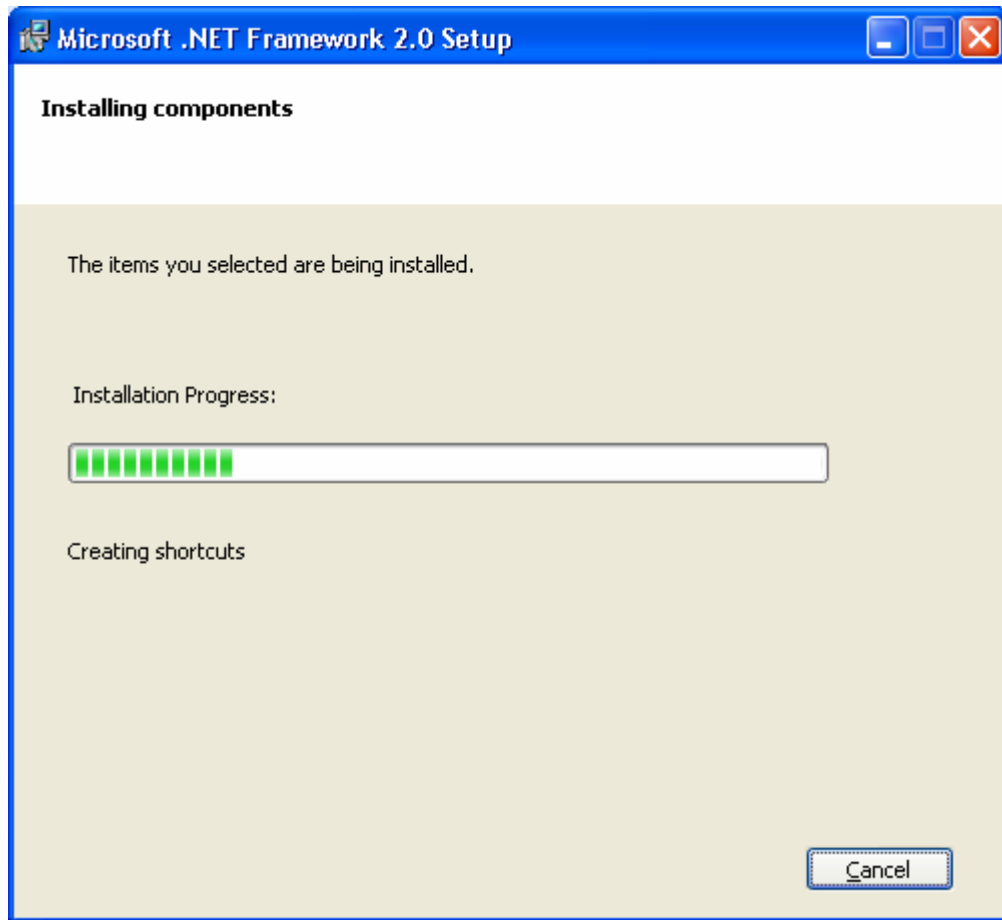 Microsoft .NET Framework 2.0 Setup
Installing components
The items you selected are being installed.
Installation Progress:
Creating shortcuts
Cancel